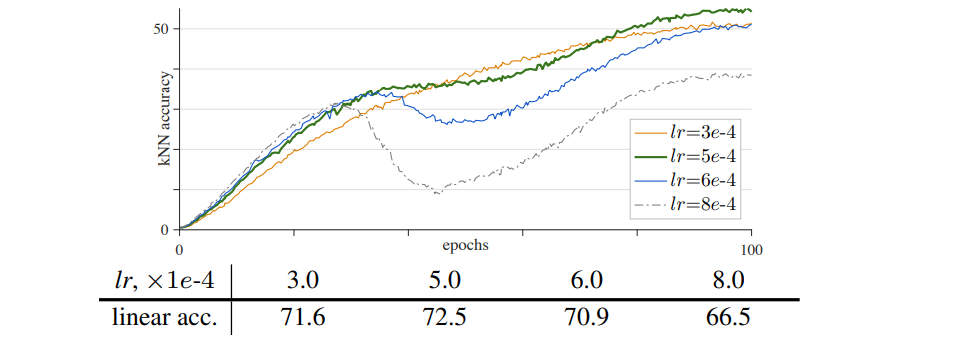 50
kNN accuracy
lr=3e-4
lr=5e-4
lr=6e-4
lr=8e-4
0
0 epochs 100
lr, ×1e-4 3.0 5.0 6.0 8.0
linear acc. 71.6 72.5 70.9 66.5